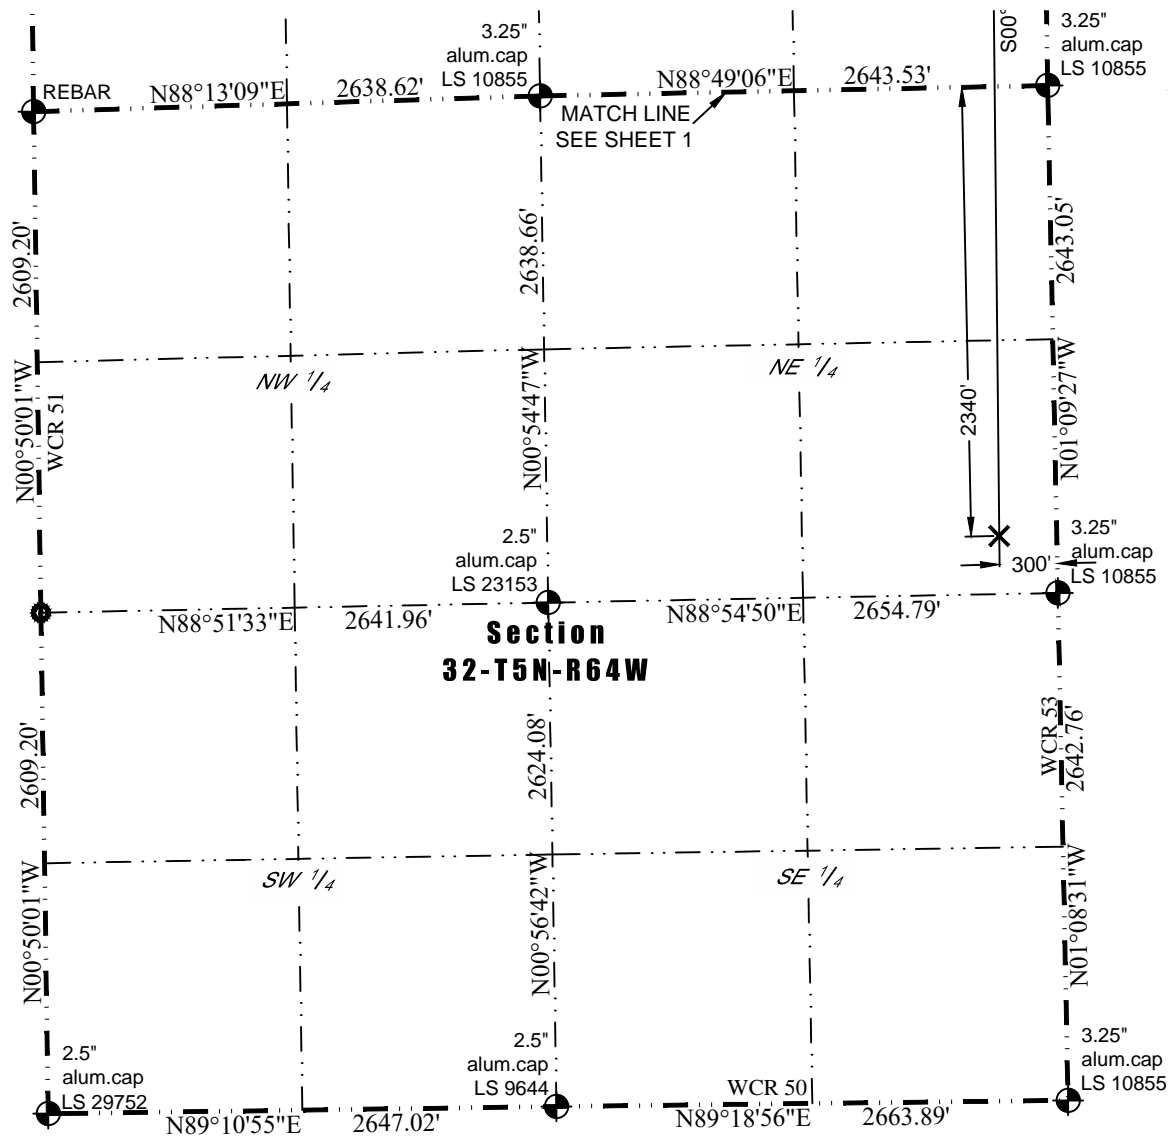 3.25"
alum.cap
LS 10855
3.25"
alum.cap
LS 10855
S00°
REBAR
N88°13'09"E
2638.62'
N88°49'06"E
2643.53'
MATCH LINE
SEE SHEET 1
2609.20'
2638.66'
2643.05'
NW 1/4
NE 1/4
2340'
N00°50'01"W
WCR 51
N00°54'47"W
N01°09'27"W
2.5"
alum.cap
LS 23153
3.25"
alum.cap
LS 10855
300'
N88°51'33"E
2641.96'
N88°54'50"E
2654.79'
Section
32-T5N-R64W
2609.20'
2624.08'
WCR 53
2642.76'
SW 1/4
SE 1/4
N00°50'01"W
N00°56'42"W
N01°08'31"W
2.5"
alum.cap
LS 29752
2.5"
alum.cap
LS 9644
3.25"
alum.cap
LS 10855
WCR 50
N89°10'55"E
2647.02'
N89°18'56"E
2663.89'